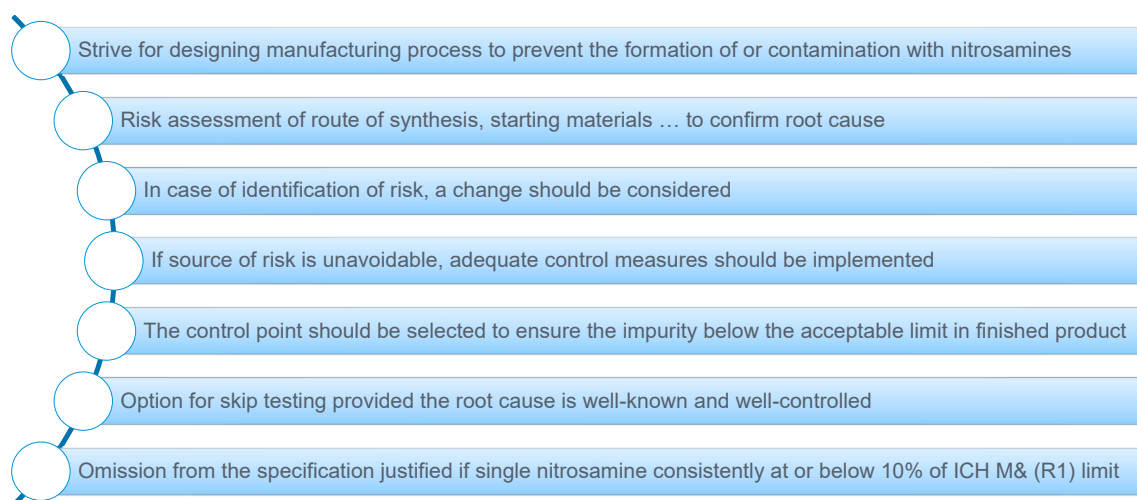 Strive for designing manufacturing process to prevent the formation of or contamination with nitrosamines
Risk assessment of route of synthesis, starting materials … to confirm root cause
In case of identification of risk, a change should be considered
If source of risk is unavoidable, adequate control measures should be implemented
The control point should be selected to ensure the impurity below the acceptable limit in finished product
Option for skip testing provided the root cause is well-known and well-controlled
Omission from the specification justified if single nitrosamine consistently at or below 10% of ICH M& (R1) limit